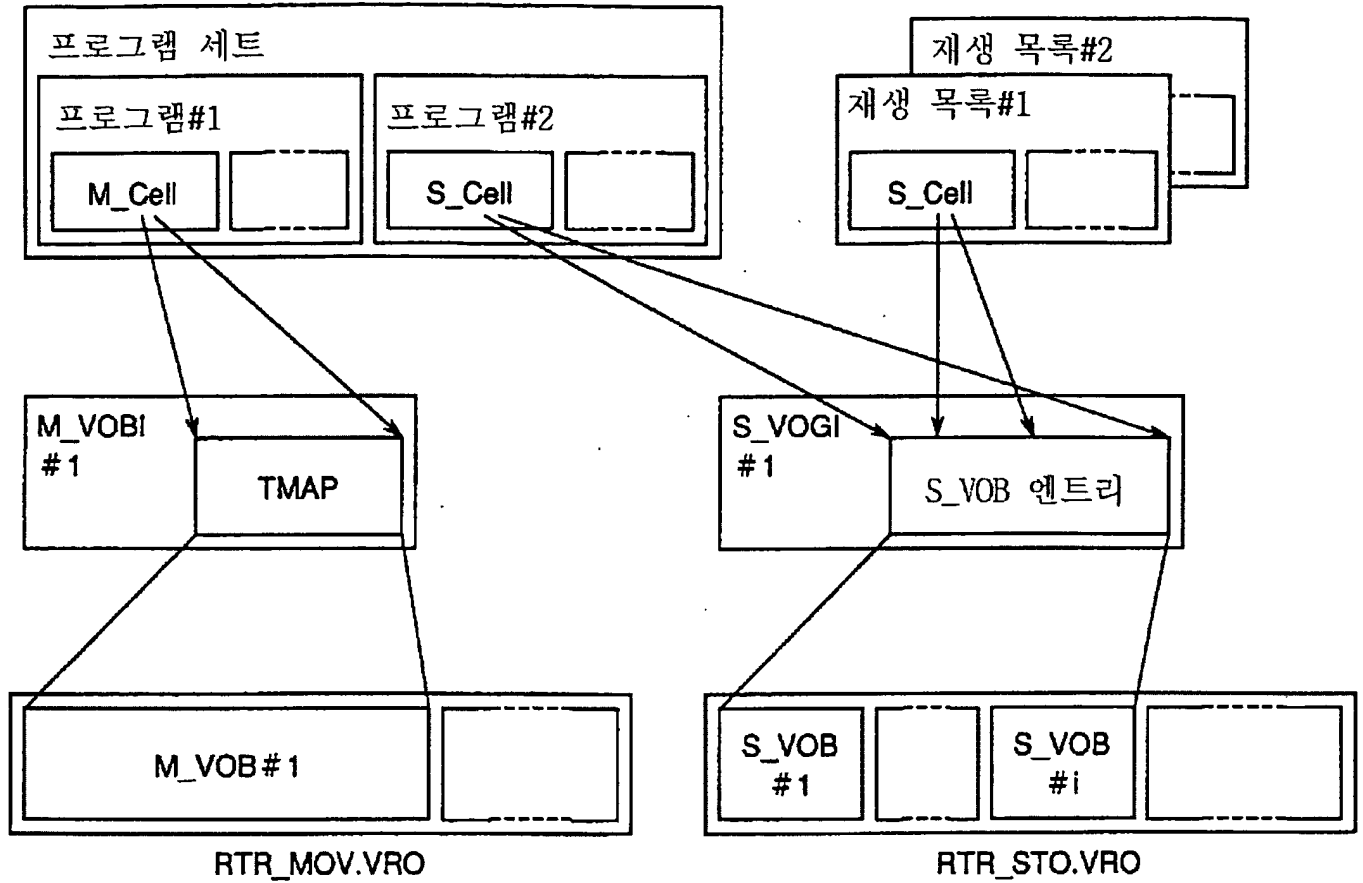 프로그램 세트
프로그램#1
프로그램#2
M_Cell
S_Cell
재생 목록#2
재생 목록#1
S_Cell
M_VOBI
#1
TMAP
S_VOGI
#1
S_VOB 엔트리
M_VOB#1
S_VOB
#1
S_VOB
#i
RTR_MOV.VRO
RTR_STO.VRO